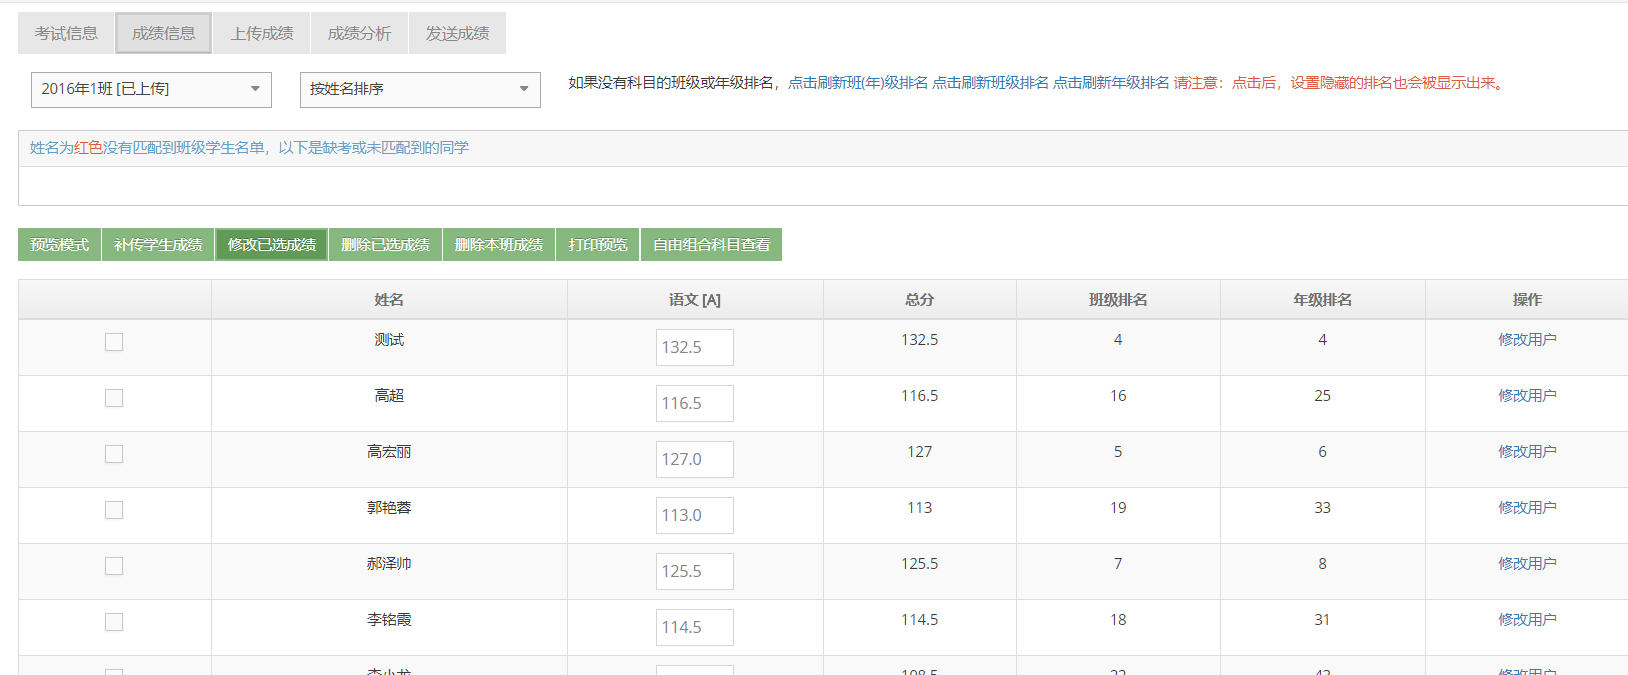 考试信息 成绩信息 上传成绩 成绩分析 发送成绩
2016年1班 [已上传] 按姓名排序 如果没有科目的班级或年级排名，点击刷新班(年)级排名 点击刷新班级排名 点击刷新年级排名 请注意：点击后，设置隐藏的排名也会被显示出来。
姓名为红色没有匹配到班级学生名单，以下是缺考或未匹配到的同学
预览模式 补传学生成绩 修改已选成绩 删除已选成绩 删除本班成绩 打印预览 自由组合科目查看
姓名 语文 [A] 总分 班级排名 年级排名 操作
测试 132.5 132.5 4 4 修改用户
高超 116.5 116.5 16 25 修改用户
高宏丽 127.0 127 5 6 修改用户
郭艳蓉 113.0 113 19 33 修改用户
郝泽帅 125.5 125.5 7 8 修改用户
李铭霞 114.5 114.5 18 31 修改用户